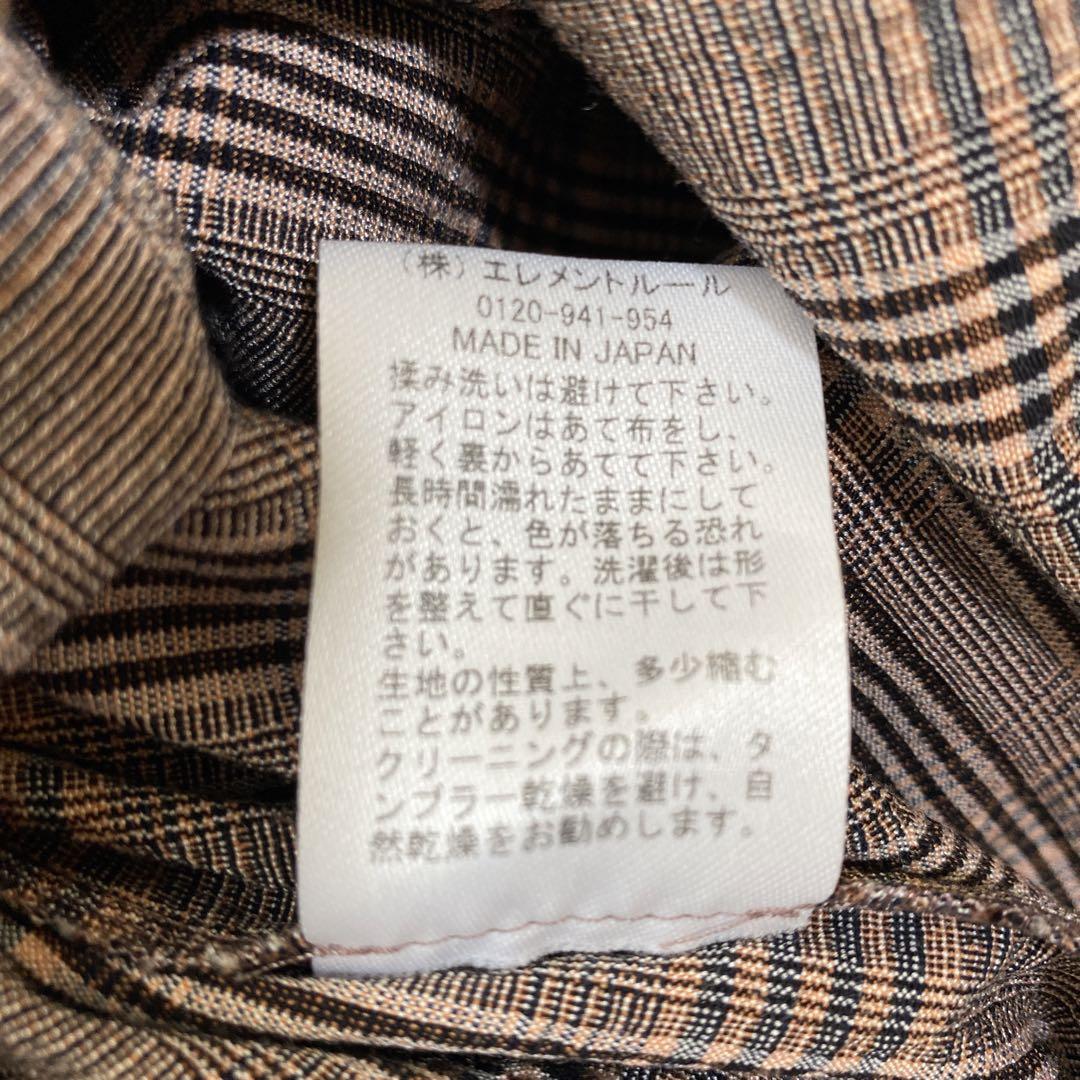 （株）エレメントルール
0120-941-954
MADE IN JAPAN
揉み洗いは避けて下さい。
アイロンはあて布をし、
軽く裏からあてて下さい。
長時間濡れたままにして
おくと、色が落ちる恐れ
があります。洗濯後は形
を整えて直ぐに干して下
さい。
生地の性質上、多少縮む
ことがあります。
クリーニングの際は、タ
ンブラー乾燥を避け、自
然乾燥をお勧めします。